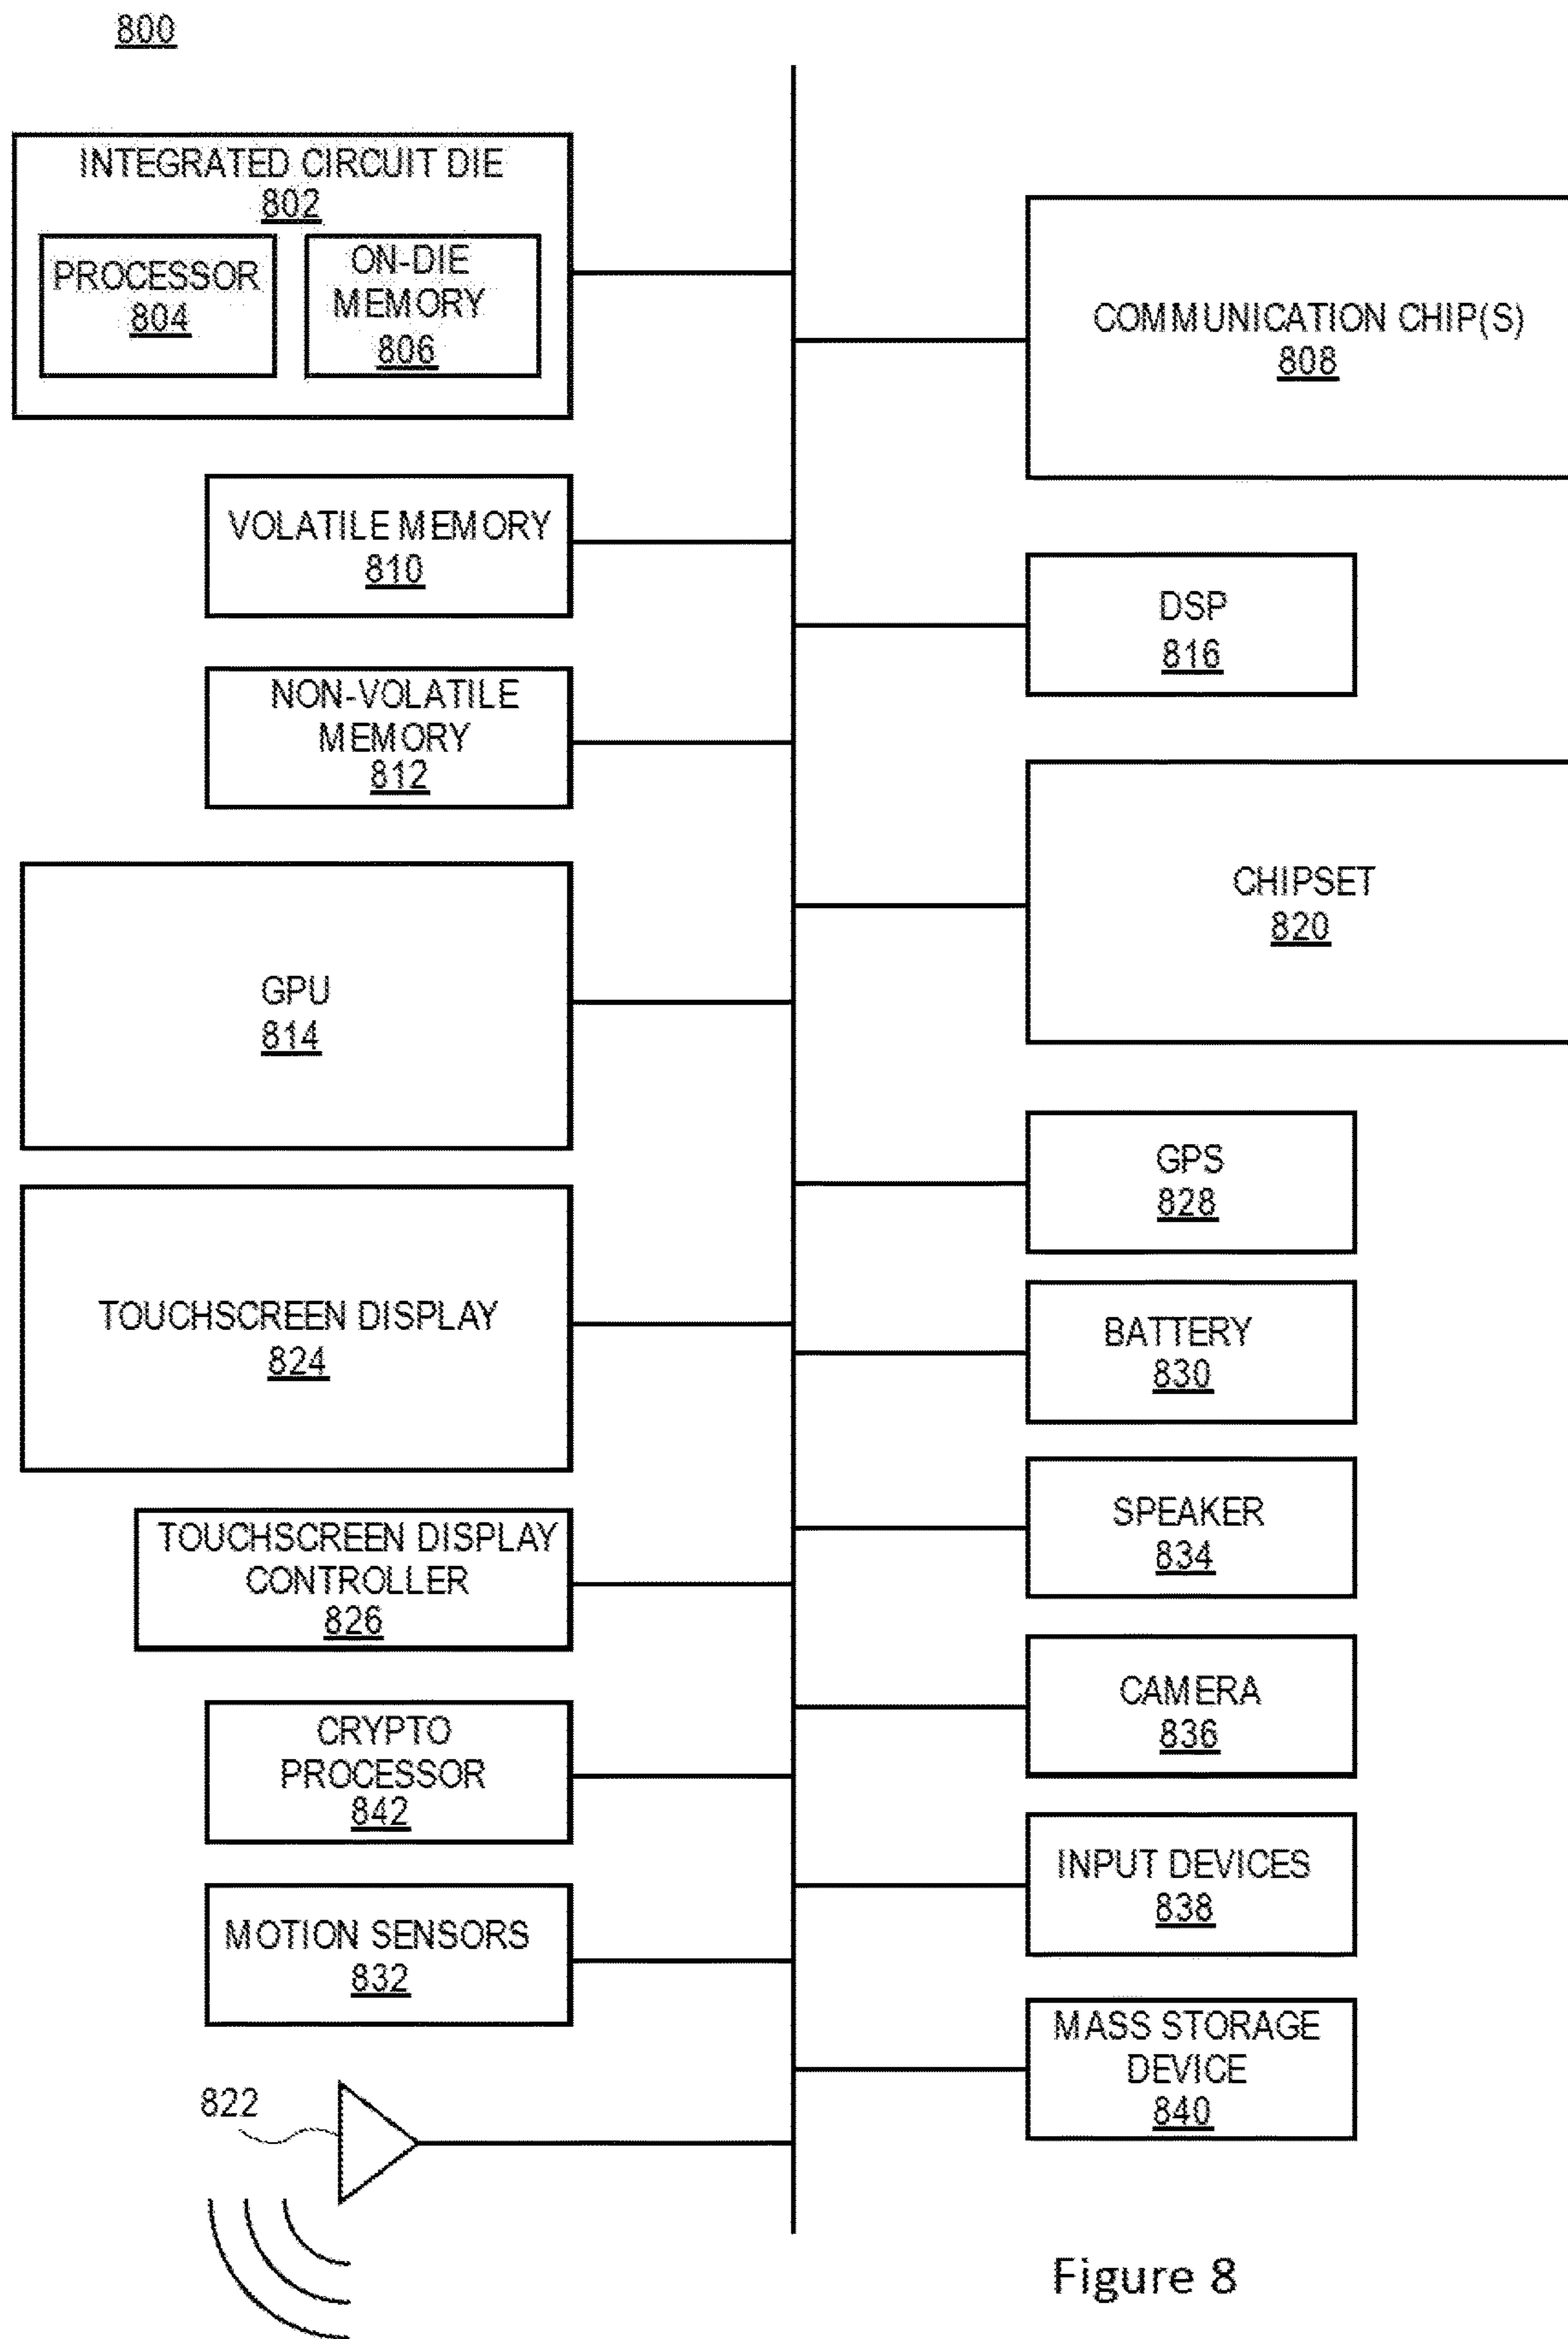 800
INTEGRATED CIRCUIT DIE
802
PROCESSOR
804
ON-DIE
MEMORY
806
VOLATILE MEMORY
810
NON-VOLATILE
MEMORY
812
GPU
814
TOUCHSCREEN DISPLAY
824
TOUCHSCREEN DISPLAY
CONTROLLER
826
CRYPTO
PROCESSOR
842
MOTION SENSORS
832
822
COMMUNICATION CHIP(S)
808
DSP
816
CHIPSET
820
GPS
828
BATTERY
830
SPEAKER
834
CAMERA
836
INPUT DEVICES
838
MASS STORAGE
DEVICE
840
Figure 8